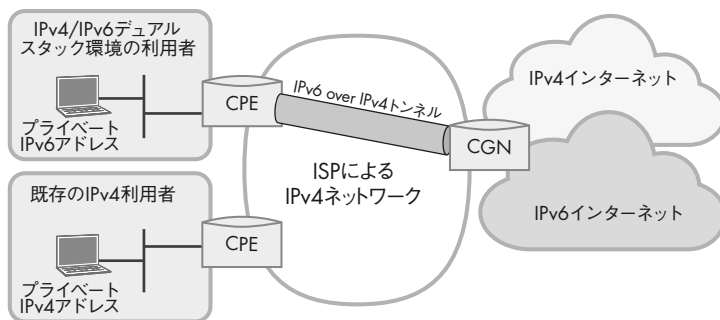 IPv4/IPv6デュアル
スタック環境の利用者
プライベート
IPv6アドレス
CPE
IPv6 over IPv4トンネル
CGN
IPv4インターネット
IPv6インターネット
ISPによる
IPv4ネットワーク
既存のIPv4利用者
プライベート
IPv4アドレス
CPE